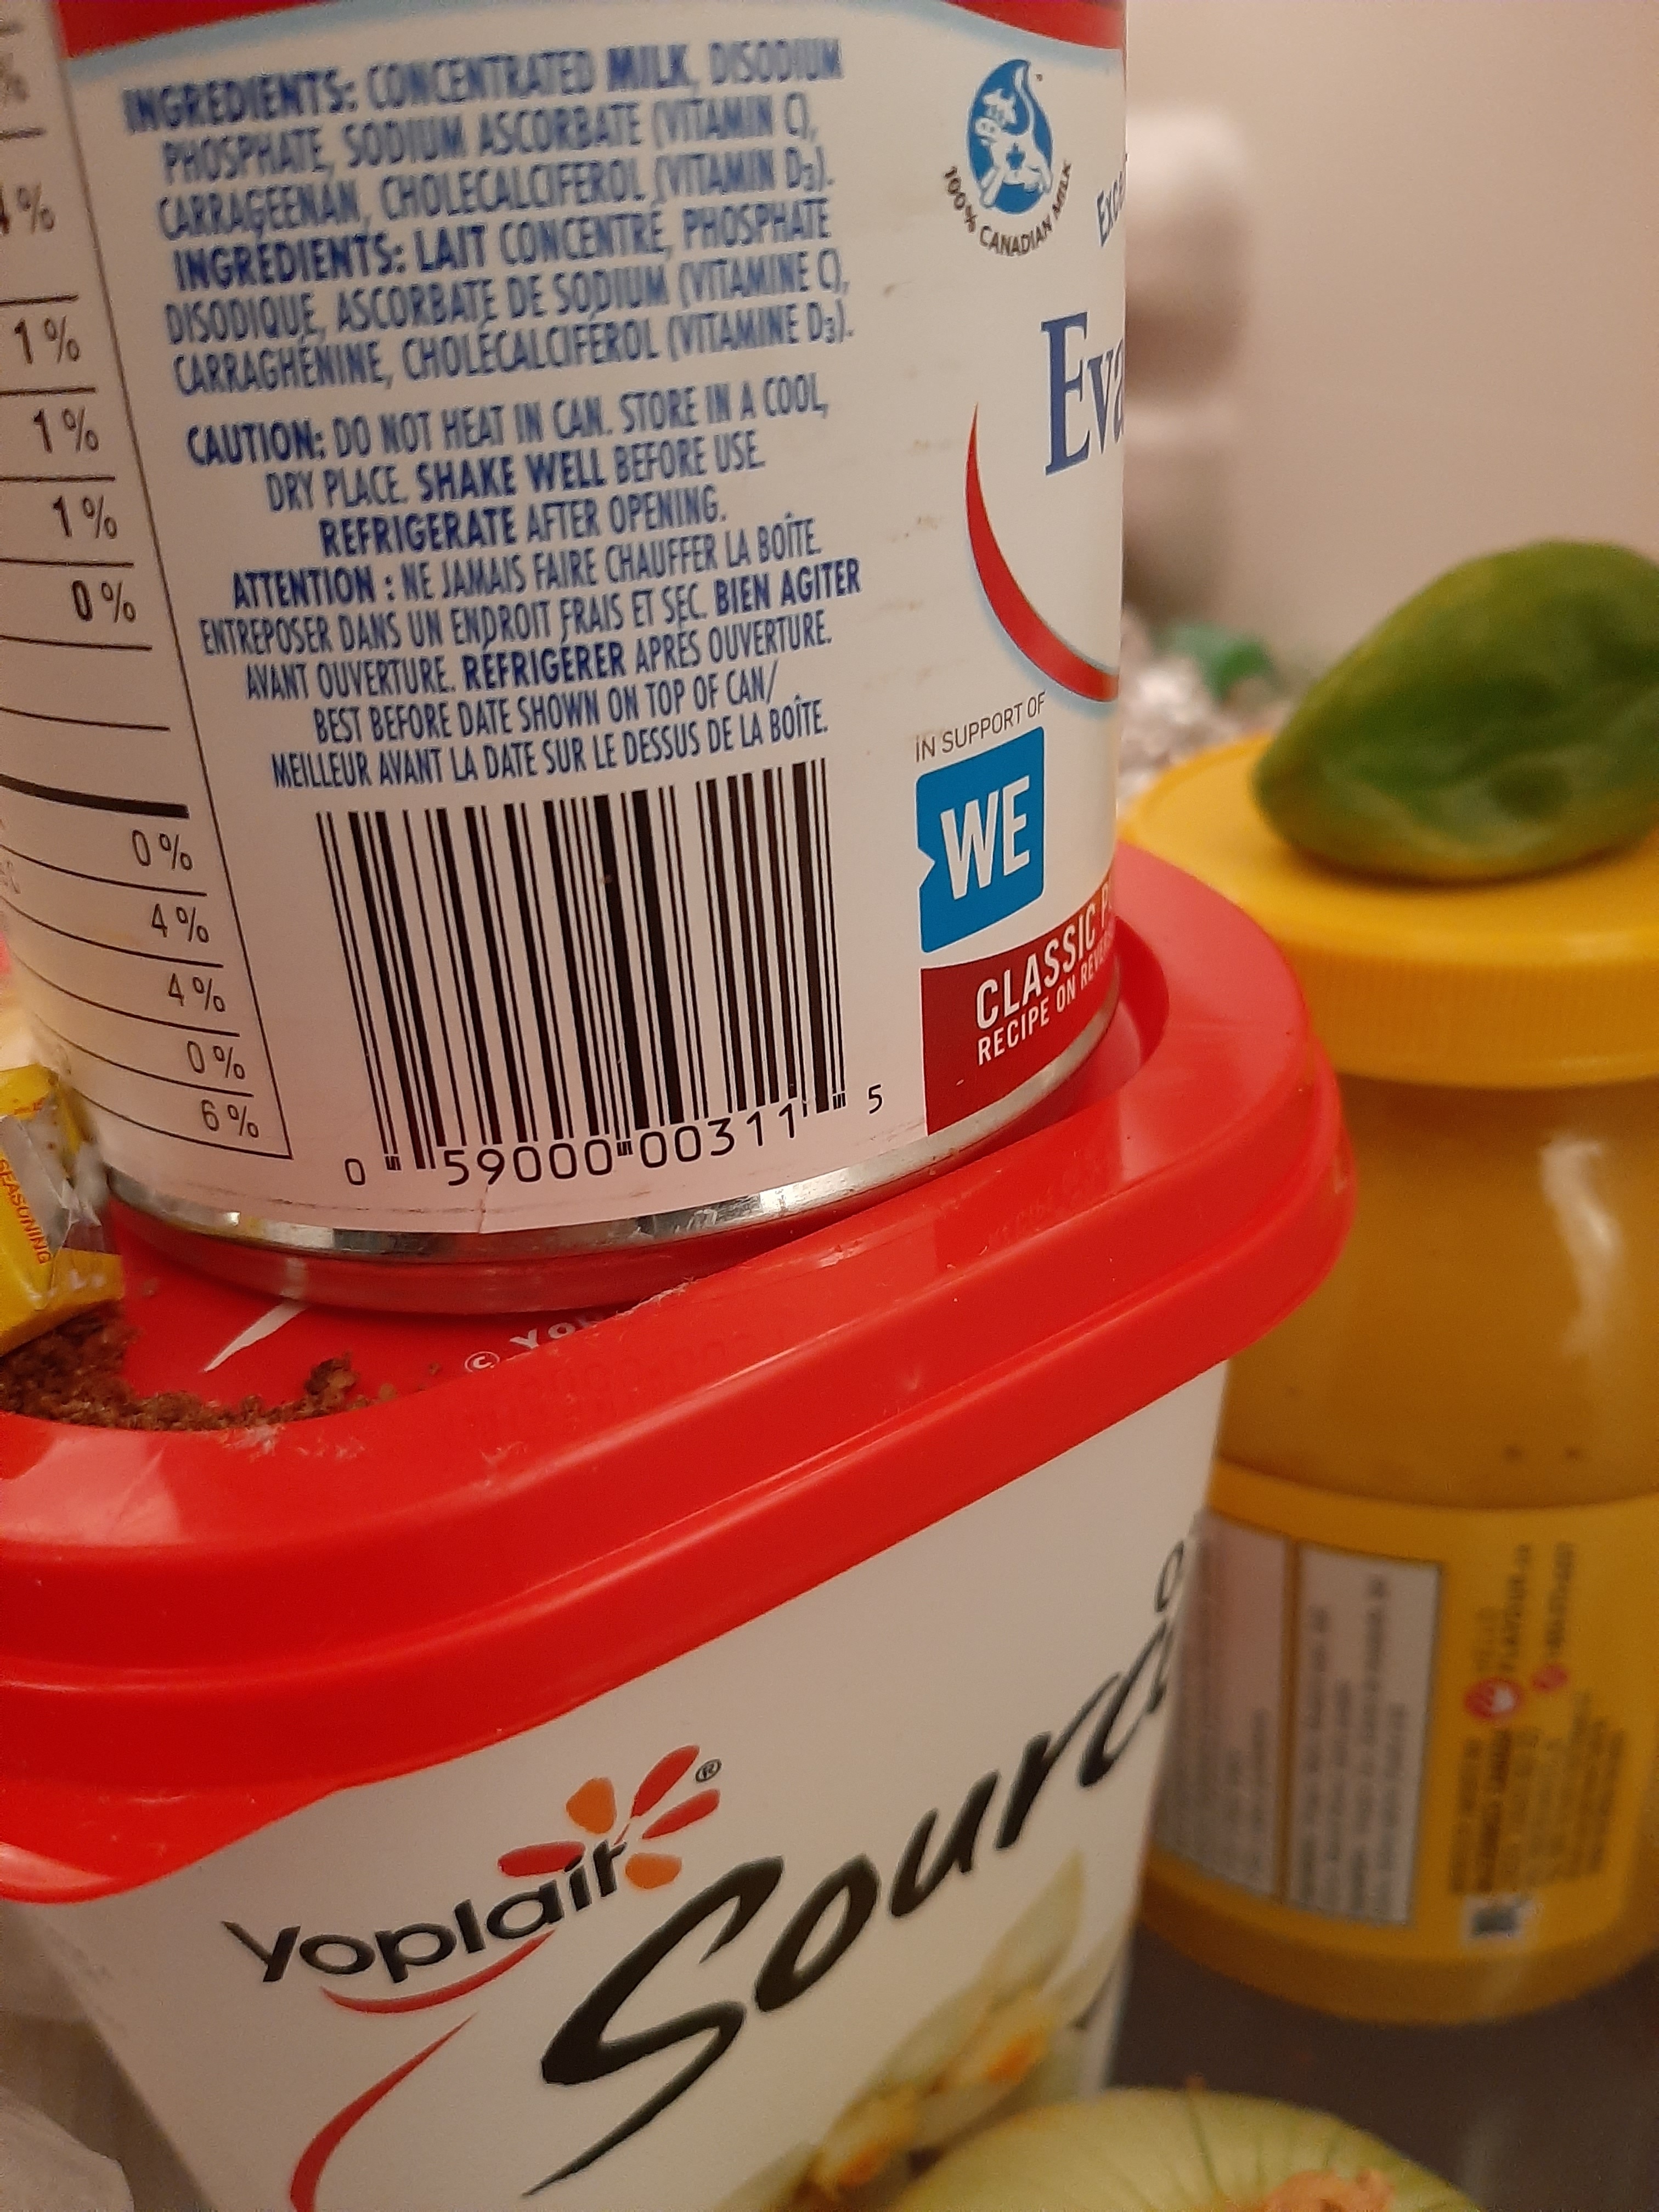 INGREDIENTS: CONCENTRATED MILK, DISODIUM
PHOSPHATE, SODIUM ASCORBATE (VITAMIN C),
CARRAGEENAN, CHOLECALCIFEROL (VITAMIN D3).
INGRÉDIENTS: LAIT CONCENTRÉ, PHOSPHATE
DISODIQUE, ASCORBATE DE SODIUM (VITAMINE C),
CARRAGHÉNINE, CHOLÉCALCIFÉROL (VITAMINE D3).
CAUTION: DO NOT HEAT IN CAN. STORE IN A COOL,
DRY PLACE. SHAKE WELL BEFORE USE.
REFRIGERATE AFTER OPENING.
ATTENTION : NE JAMAIS FAIRE CHAUFFER LA BOÎTE.
ENTREPOSER DANS UN ENDROIT FRAIS ET SEC. BIEN AGITER
AVANT OUVERTURE. RÉFRIGÉRER APRÈS OUVERTURE.
BEST BEFORE DATE SHOWN ON TOP OF CAN/
MEILLEUR AVANT LA DATE SUR LE DESSUS DE LA BOÎTE.
0 59000 00311 5
1%
1%
1%
0%
0%
4%
4%
0%
6%
100% CANADIAN MILK
IN SUPPORT OF
WE
CLASSIC
RECIPE ON
SEASONING
©
Yoplait®
Source